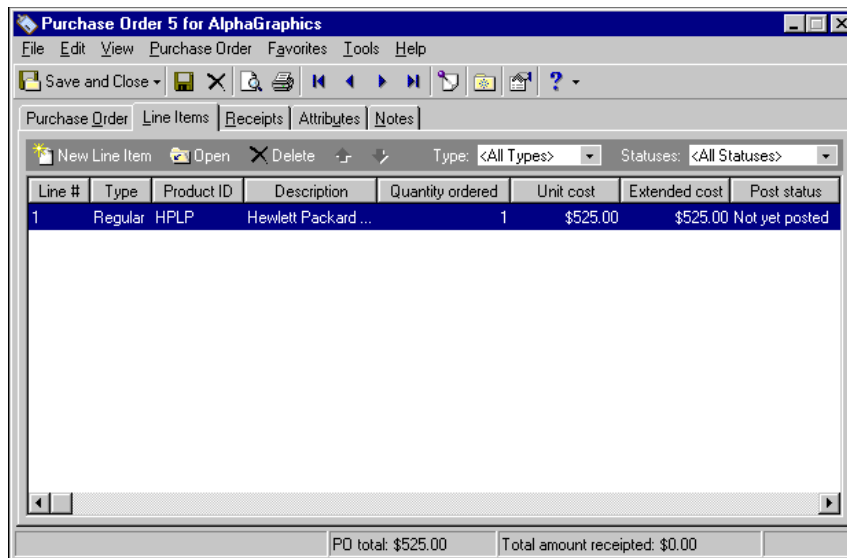 Purchase Order 5 for AlphaGraphics
File Edit View Purchase Order Favorites Tools Help
Save and Close
Purchase Order Line Items Receipts Attributes Notes
New Line Item Open Delete Type: <All Types> Statuses: <All Statuses>
Line # Type Product ID Description Quantity ordered Unit cost Extended cost Post status
1 Regular HPLP Hewlett Packard ... 1 $525.00 $525.00 Not yet posted
PO total: $525.00 Total amount receipted: $0.00